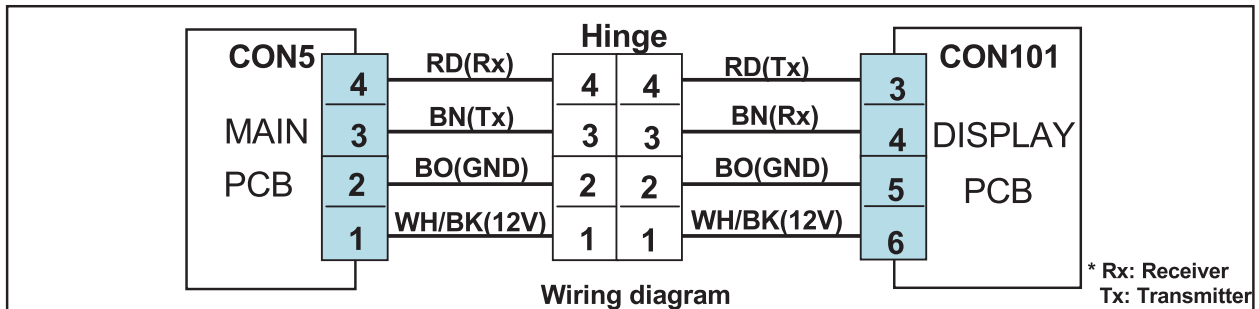 Hinge
CON5
CON101
4 RD(Rx) 4 4 RD(Tx) 3
MAIN 3 BN(Tx) 3 3 BN(Rx) 4 DISPLAY
PCB 2 BO(GND) 2 2 BO(GND) 5 PCB
1 WH/BK(12V) 1 1 WH/BK(12V) 6
Wiring diagram
* Rx: Receiver
Tx: Transmitter